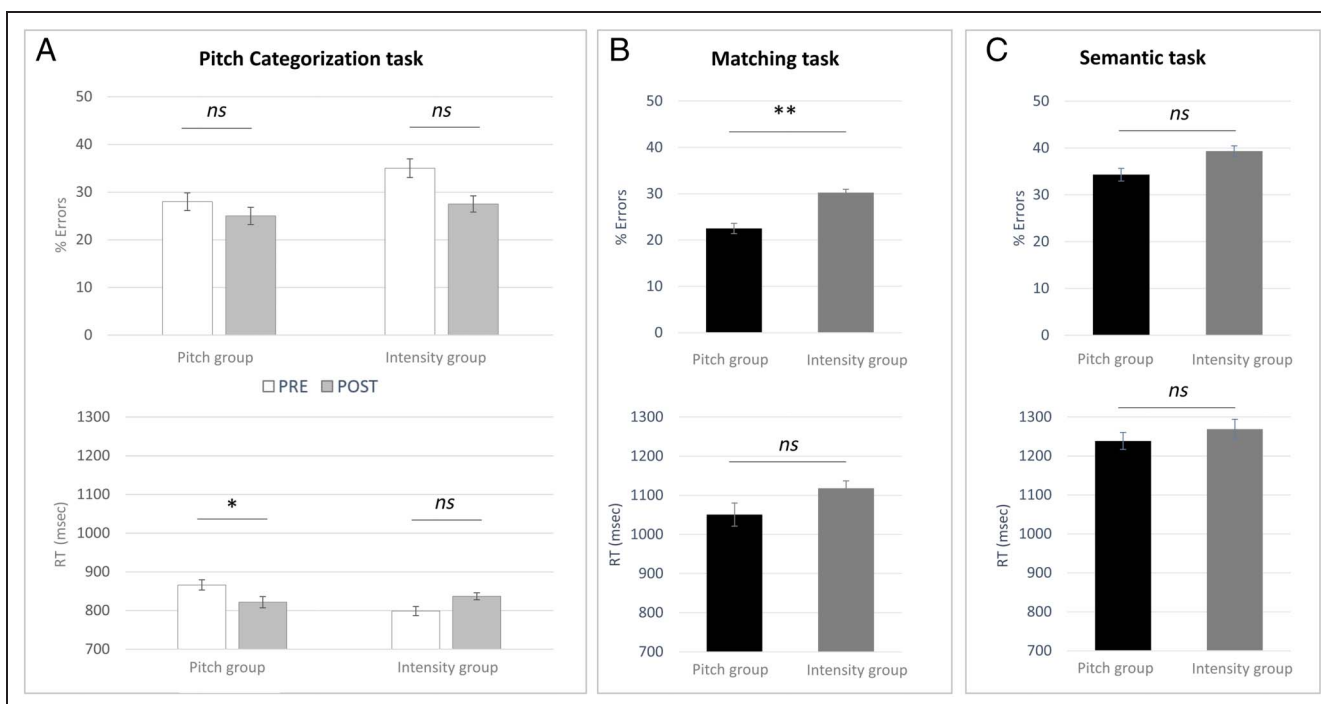 A
Pitch Categorization task
ns
ns
50
40
30
20
10
0
% Errors
Pitch group
Intensity group
PRE
POST
1300
1200
1100
1000
900
800
700
RT (msec)
*
ns
Pitch group
Intensity group
B
Matching task
**
50
40
30
20
10
0
% Errors
Pitch group
Intensity group
1300
1200
1100
1000
900
800
700
RT (msec)
ns
Pitch group
Intensity group
C
Semantic task
ns
50
40
30
20
10
0
% Errors
Pitch group
Intensity group
ns
1300
1200
1100
1000
900
800
700
RT (msec)
Pitch group
Intensity group